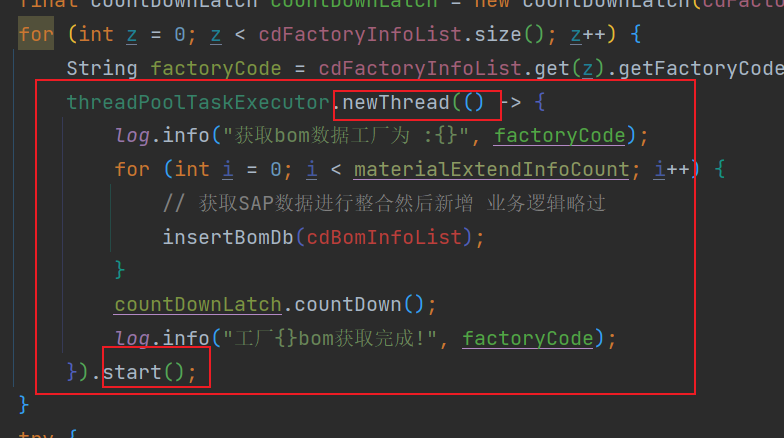 final CountDownLatch countDownLatch = new CountDownLatch(cdFacto
for (int z = 0; z < cdFactoryInfoList.size(); z++) {
String factoryCode = cdFactoryInfoList.get(z).getFactoryCode
threadPoolTaskExecutor.newThread(() -> {
log.info("获取bom数据工厂为 :{}", factoryCode);
for (int i = 0; i < materialExtendInfoCount; i++) {
// 获取SAP数据进行整合然后新增 业务逻辑略过
insertBomDb(cdBomInfoList);
}
countDownLatch.countDown();
log.info("工厂{}bom获取完成!", factoryCode);
}).start();
}
try {